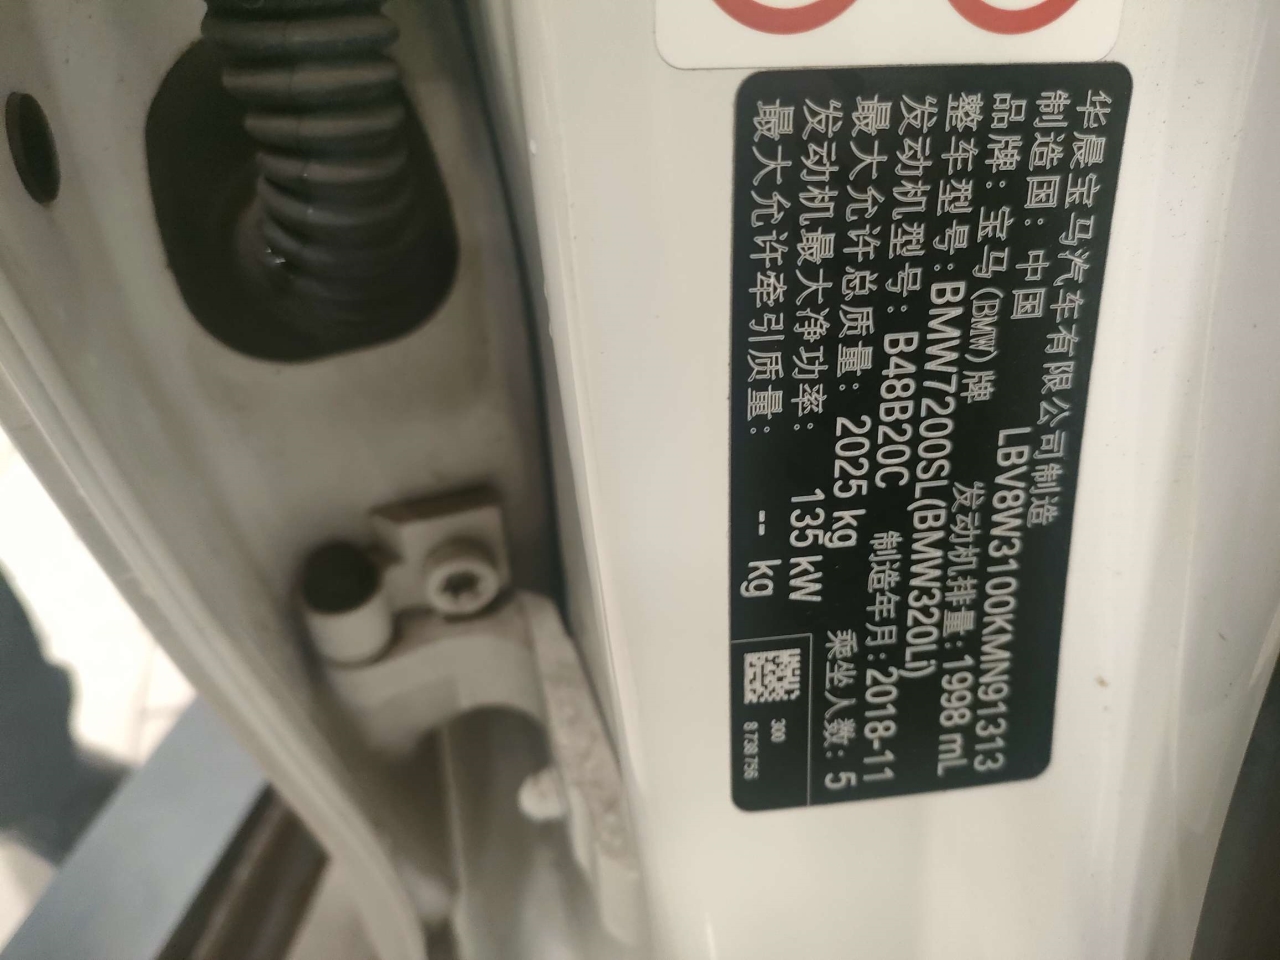 华晨宝马汽车有限公司制造
制造国：中国 LBV8W3100KMN91313
品牌：宝马(BMW)牌 发动机排量：1998 mL
整车型号：BMW7200SL(BMW320Li)
发动机型号：B48B20C 制造年月：2018-11
最大允许总质量：2025 kg 乘坐人数：5
发动机最大净功率：135 kW
最大允许牵引质量：-- kg
300
8 738 756